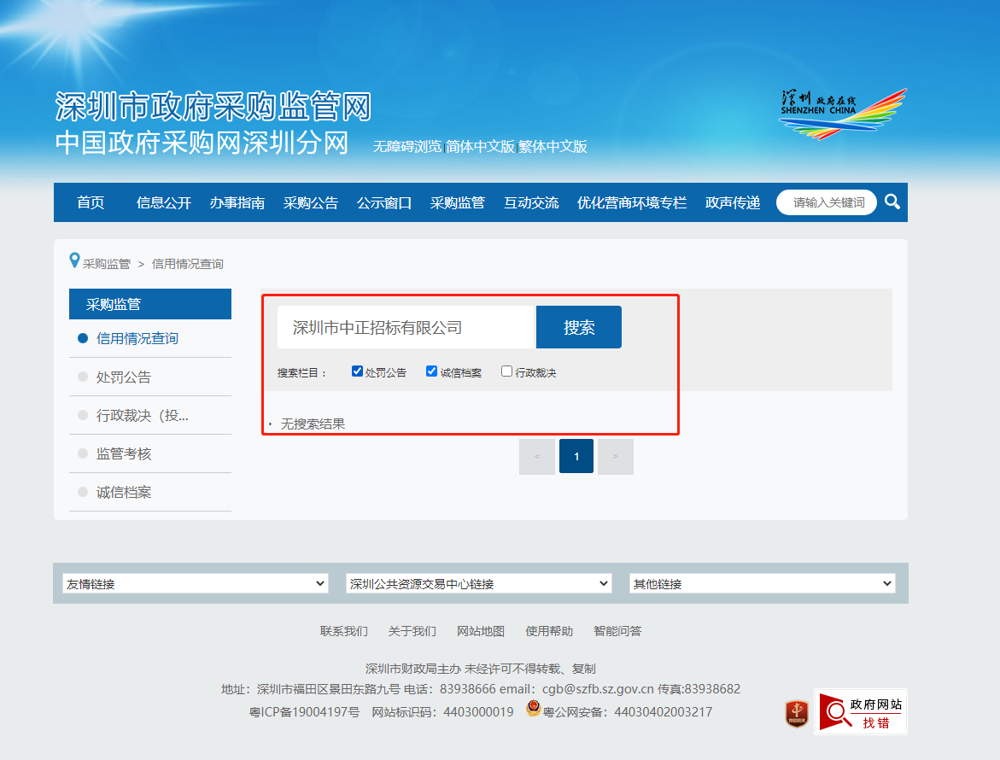 深圳市政府采购监管网
中国政府采购网深圳分网
无障碍浏览|简体中文版|繁体中文版
深圳 政府在线
SHENZHEN CHINA
首页 信息公开 办事指南 采购公告 公示窗口 采购监管 互动交流 优化营商环境专栏 政声传递 请输入关键词
采购监管 > 信用情况查询
采购监管
信用情况查询
处罚公告
行政裁决（投...
监管考核
诚信档案
深圳市中正招标有限公司 搜索
搜索栏目： 处罚公告 诚信档案 行政裁决
无搜索结果
< 1 >
友情链接 深圳公共资源交易中心链接 其他链接
联系我们 关于我们 网站地图 使用帮助 智能问答
深圳市财政局主办 未经许可不得转载、复制
地址：深圳市福田区景田东路九号 电话：83938666 email：cgb@szfb.sz.gov.cn 传真:83938682
粤ICP备19004197号 网站标识码：4403000019 粤公网安备：44030402003217
政府网站
找错